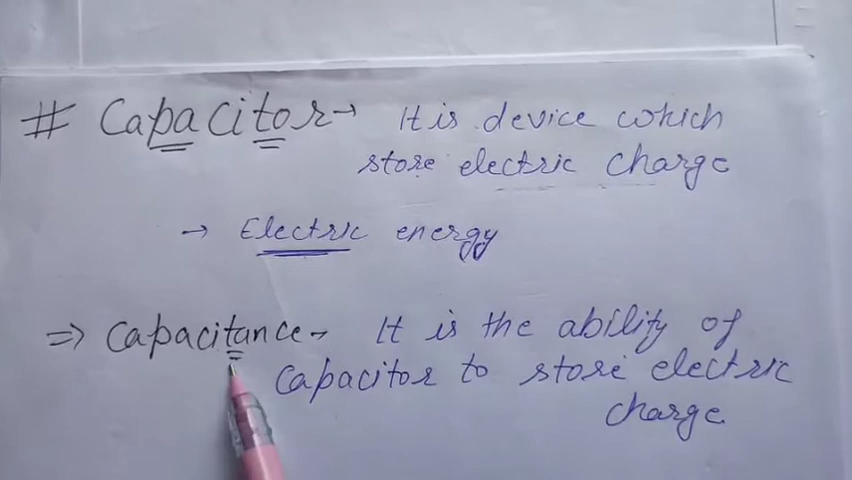 # Capacitor → It is device which
store electric charge
→ Electric energy
⇒ Capacitance → It is the ability of
capacitor to store electric
charge